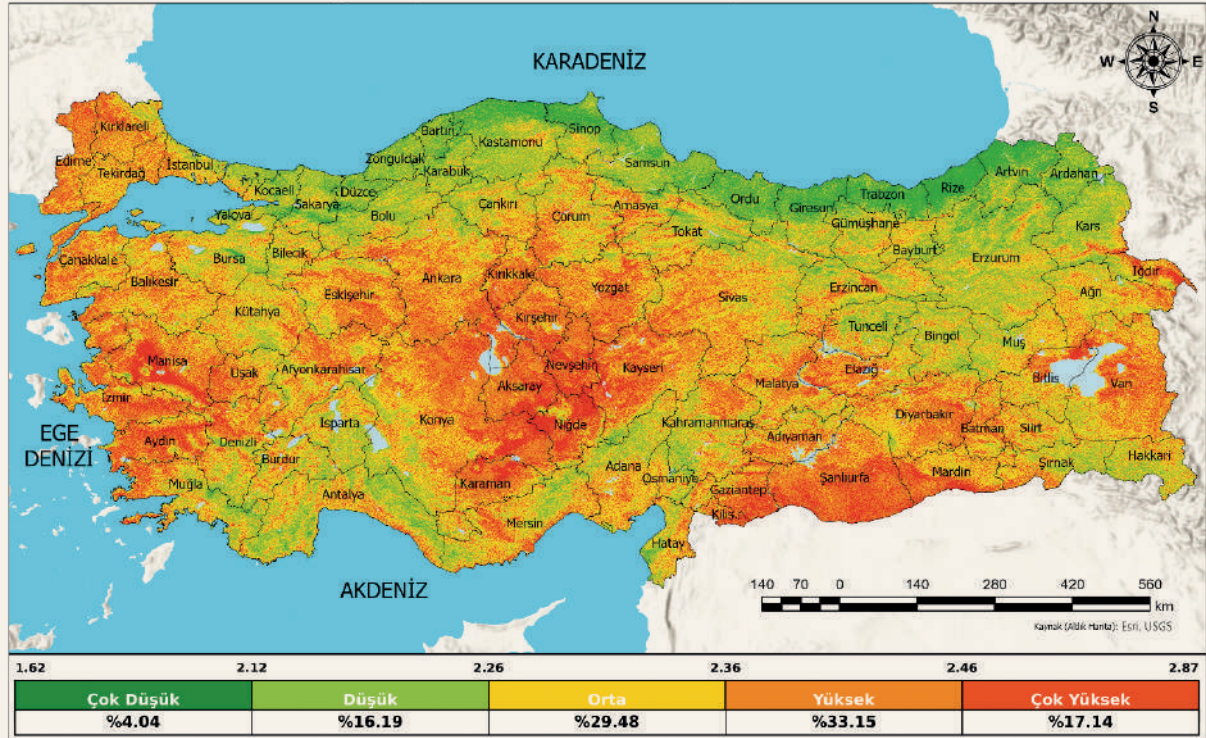 N
KARADENİZ
W E
S
Kırklareli
Bartın Sinop
Edirne İstanbul Kastamonu
Tekirdağ Zonguldak Samsun
Karabük Artvin Ardahan
Kocaeli Düzce Ordu Trabzon Rize
Sakarya Giresun
Yalova Bolu Çankırı Çorum Amasya Gümüşhane Kars
Tokat Bayburt
Çanakkale Bursa Bilecik Erzurum
Balıkesir Ankara Kırıkkale Iğdır
Eskişehir Yozgat Sivas Erzincan Ağrı
Kütahya Kırşehir Tunceli
Bingöl Muş
Manisa Nevşehir
Uşak Afyonkarahisar Kayseri Elazığ Bitlis Van
Aksaray Malatya
İzmir
Konya Diyarbakır
EGE Isparta Niğde Kahramanmaraş Batman Siirt
DENİZİ Aydın Denizli Adıyaman
Burdur Hakkari
Adana Mardin Şırnak
Muğla Karaman Osmaniye Şanlıurfa
Antalya Gaziantep
Mersin Kilis
Hatay
AKDENİZ
140 70 0 140 280 420 560
km
Kaynak (Altlık Harita): Esri, USGS
1.62 2.12 2.26 2.36 2.46 2.87
Çok Düşük Düşük Orta Yüksek Çok Yüksek
%4.04 %16.19 %29.48 %33.15 %17.14